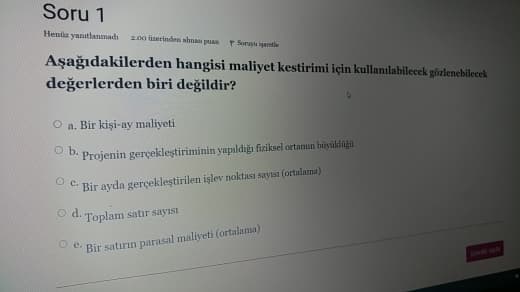 Soru 1
Henüz yanıtlanmadı 2.00 üzerinden alınan puan Soruyu işaretle
Aşağıdakilerden hangisi maliyet kestirimi için kullanılabilecek gözlenebilecek
değerlerden biri değildir?
a. Bir kişi-ay maliyeti
b. Projenin gerçekleştiriminin yapıldığı fiziksel ortamın büyüklüğü
c. Bir ayda gerçekleştirilen işlev noktası sayısı (ortalama)
d. Toplam satır sayısı
e. Bir satırın parasal maliyeti (ortalama)